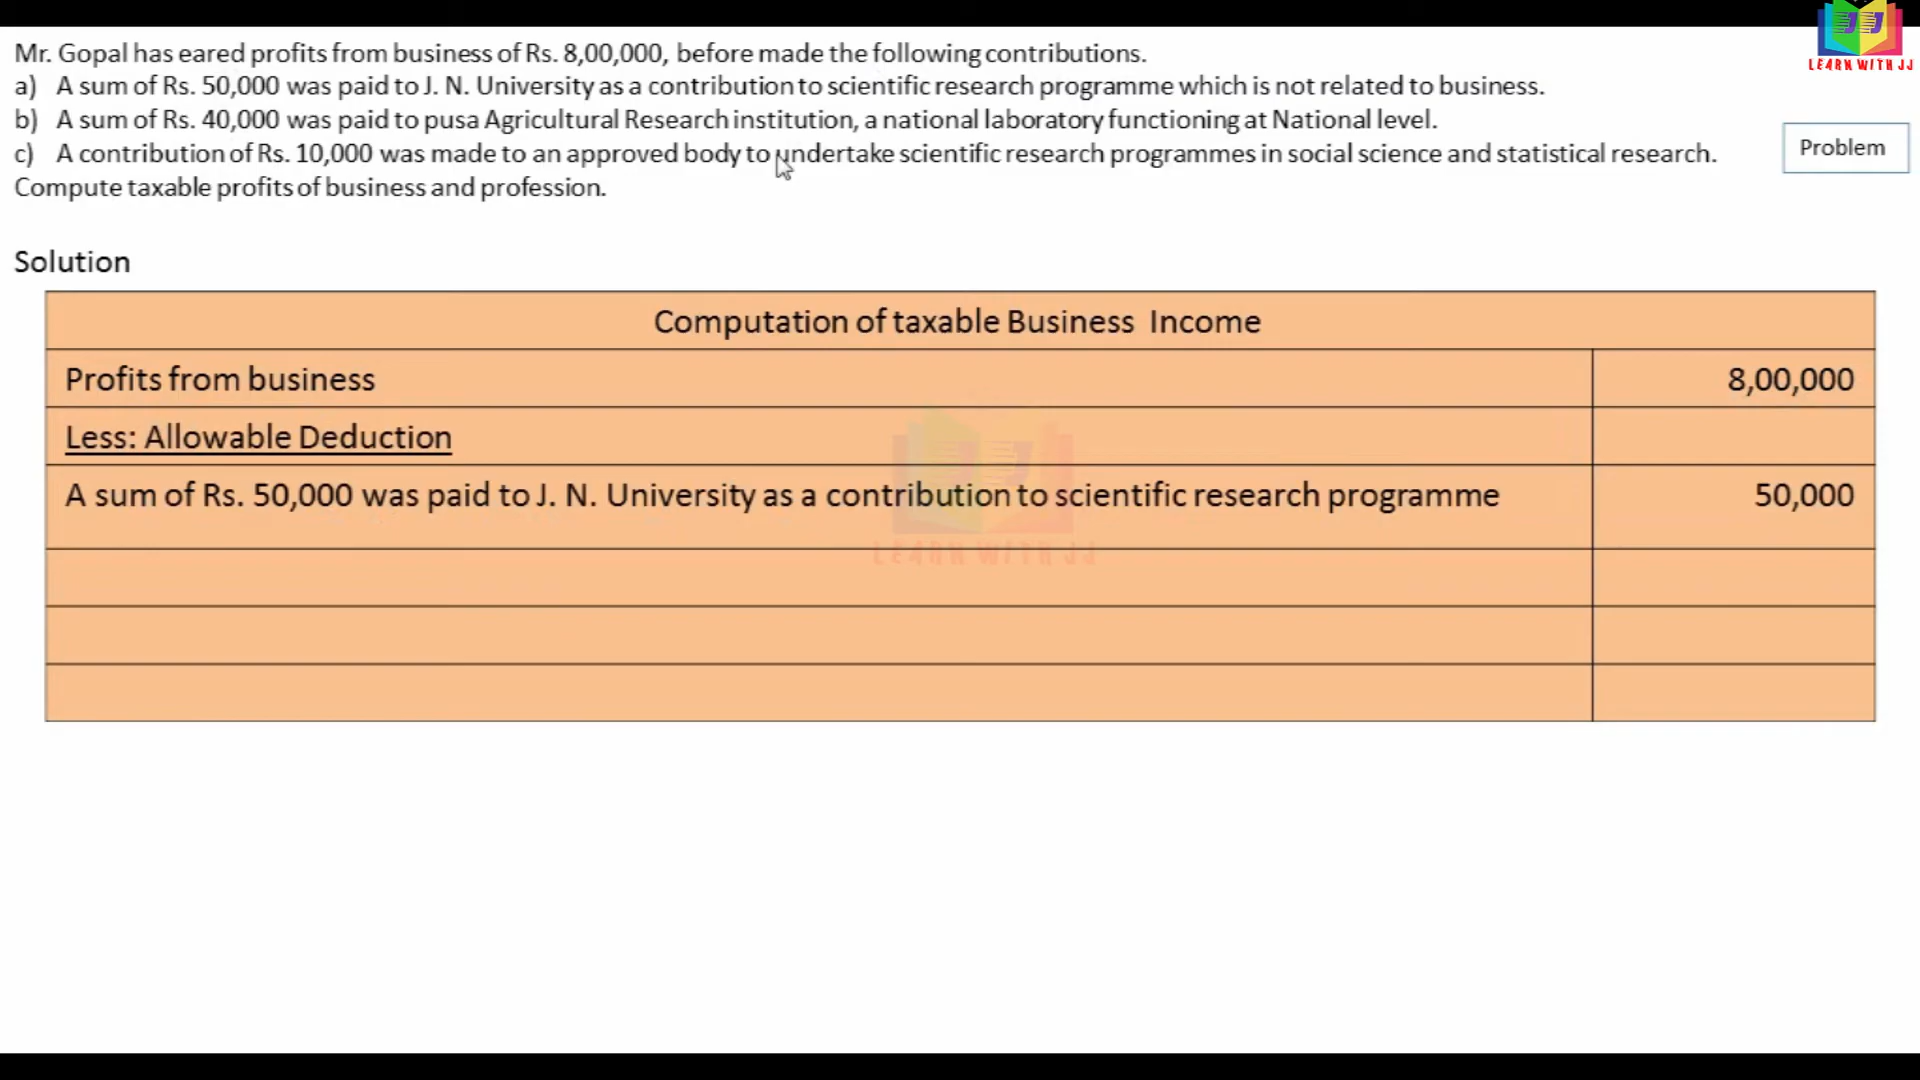 LEARN WITH JJ
Mr. Gopal has eared profits from business of Rs. 8,00,000, before made the following contributions.
a) A sum of Rs. 50,000 was paid to J. N. University as a contribution to scientific research programme which is not related to business.
b) A sum of Rs. 40,000 was paid to pusa Agricultural Research institution, a national laboratory functioning at National level.
c) A contribution of Rs. 10,000 was made to an approved body to undertake scientific research programmes in social science and statistical research.
Problem
Compute taxable profits of business and profession.
Solution
Computation of taxable Business Income
Profits from business 8,00,000
Less: Allowable Deduction
A sum of Rs. 50,000 was paid to J. N. University as a contribution to scientific research programme 50,000
LEARN WITH JJ